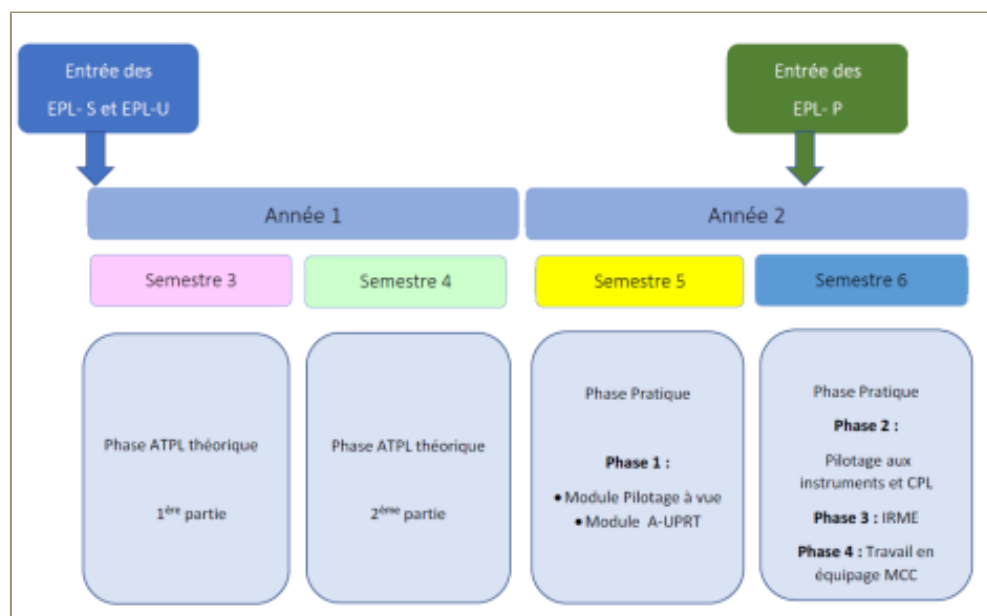 Entrée des
EPL- S et EPL-U
Entrée des
EPL- P
Année 1
Année 2
Semestre 3
Semestre 4
Semestre 5
Semestre 6
Phase ATPL théorique
1ère partie
Phase ATPL théorique
2ème partie
Phase Pratique
Phase 1 :
• Module Pilotage à vue
• Module A-UPRT
Phase Pratique
Phase 2 :
Pilotage aux
instruments et CPL
Phase 3 : IRME
Phase 4 : Travail en
équipage MCC